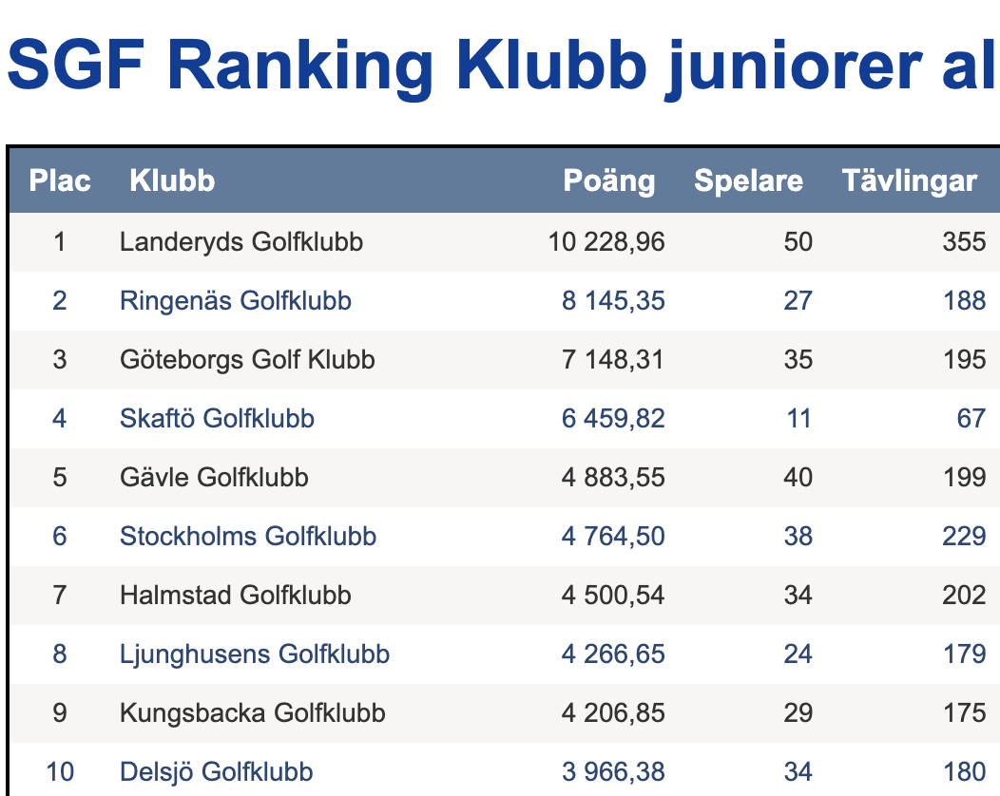 SGF Ranking Klubb juniorer al
Plac Klubb Poäng Spelare Tävlingar
1 Landeryds Golfklubb 10 228,96 50 355
2 Ringenäs Golfklubb 8 145,35 27 188
3 Göteborgs Golf Klubb 7 148,31 35 195
4 Skaftö Golfklubb 6 459,82 11 67
5 Gävle Golfklubb 4 883,55 40 199
6 Stockholms Golfklubb 4 764,50 38 229
7 Halmstad Golfklubb 4 500,54 34 202
8 Ljunghusens Golfklubb 4 266,65 24 179
9 Kungsbacka Golfklubb 4 206,85 29 175
10 Delsjö Golfklubb 3 966,38 34 180